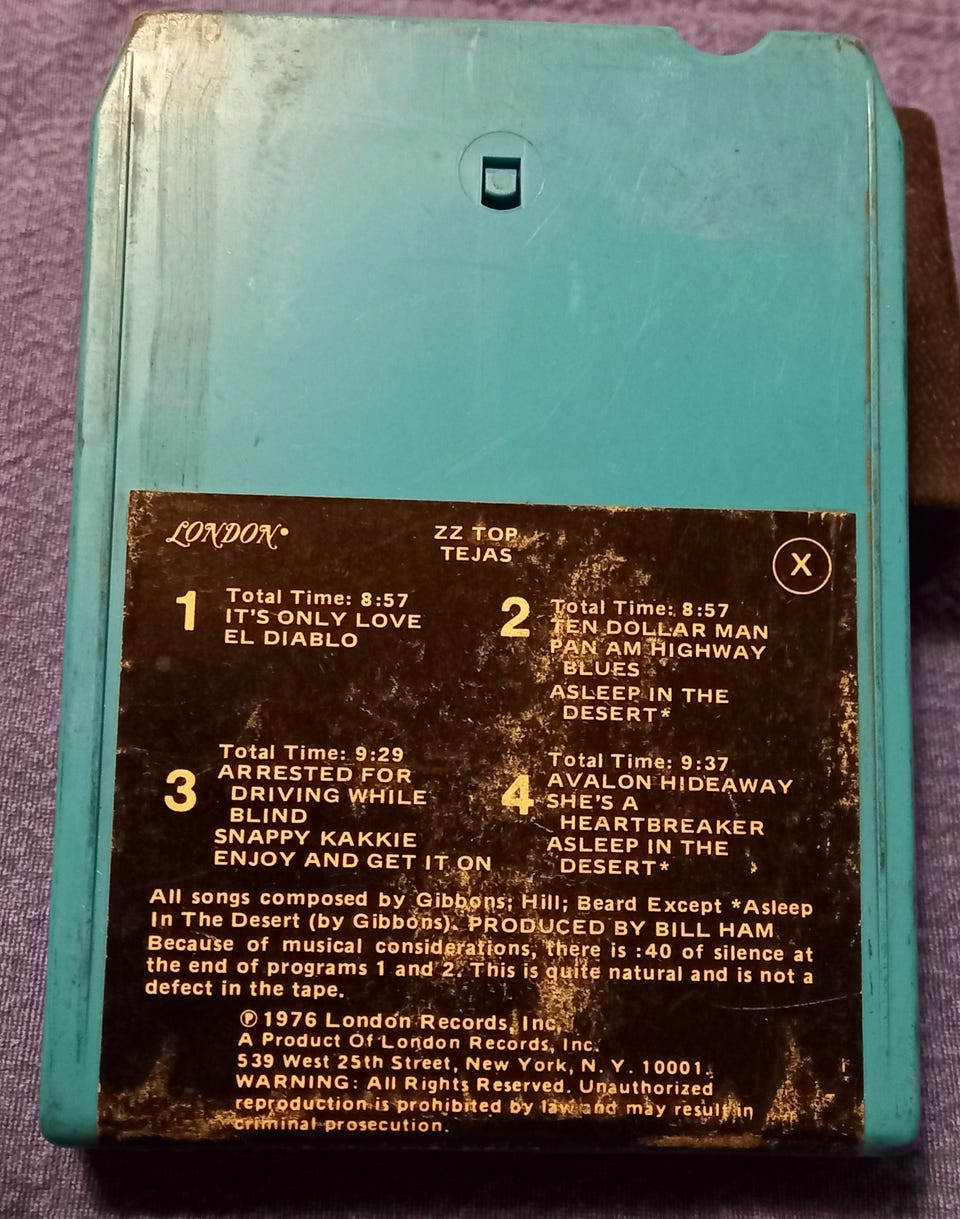 LONDON
ZZ TOP
TEJAS
X
1
Total Time: 8:57
IT'S ONLY LOVE
EL DIABLO
2
Total Time: 8:57
TEN DOLLAR MAN
PAN AM HIGHWAY
BLUES
ASLEEP IN THE
DESERT*
3
Total Time: 9:29
ARRESTED FOR
DRIVING WHILE
BLIND
SNAPPY KAKKIE
ENJOY AND GET IT ON
4
Total Time: 9:37
AVALON HIDEAWAY
SHE'S A
HEARTBREAKER
ASLEEP IN THE
DESERT*
All songs composed by Gibbons; Hill; Beard Except *Asleep
In The Desert (by Gibbons). PRODUCED BY BILL HAM
Because of musical considerations, there is :40 of silence at
the end of programs 1 and 2. This is quite natural and is not a
defect in the tape.
℗ 1976 London Records, Inc.
A Product Of London Records, Inc.
539 West 25th Street, New York, N. Y. 10001.
WARNING: All Rights Reserved. Unauthorized
reproduction is prohibited by law and may result in
criminal prosecution.